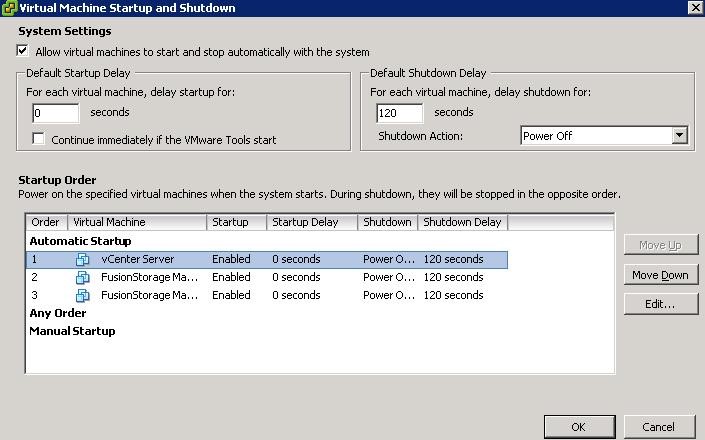 Virtual Machine Startup and Shutdown
System Settings
Allow virtual machines to start and stop automatically with the system
Default Startup Delay
For each virtual machine, delay startup for:
0 seconds
Continue immediately if the VMware Tools start
Default Shutdown Delay
For each virtual machine, delay shutdown for:
120 seconds
Shutdown Action: Power Off
Startup Order
Power on the specified virtual machines when the system starts. During shutdown, they will be stopped in the opposite order.
Order Virtual Machine Startup Startup Delay Shutdown Shutdown Delay
Automatic Startup
1 vCenter Server Enabled 0 seconds Power O... 120 seconds
2 FusionStorage Ma... Enabled 0 seconds Power O... 120 seconds
3 FusionStorage Ma... Enabled 0 seconds Power O... 120 seconds
Any Order
Manual Startup
Move Up
Move Down
Edit...
OK Cancel